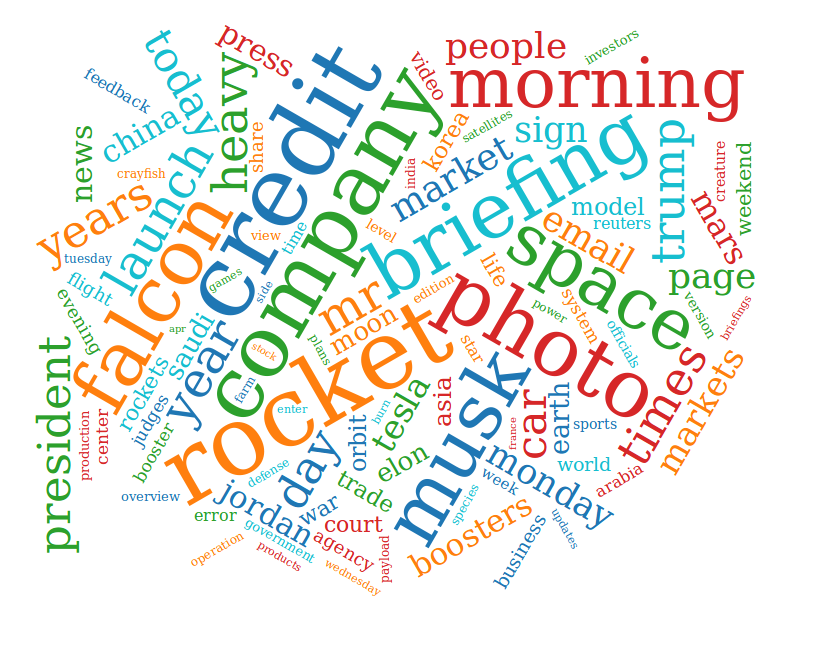 press
people
investors
today
video
morning
feedback
heavy
credit
company
satellites
sign
china
news
share
korea
briefing
trump
creature
weekend
crayfish
india
market
years
launch
model
reuters
mars
email
level
view
time
tuesday
falcon
space
page
flight
games
side
life
edition
mr
photo
system
power
version
briefings
evening
saudi
apr
year
moon
officials
plans
star
stock
rocket
president
rockets
times
markets
farm
asia
tesla
musk
car
earth
enter
burn
judges
production
center
booster
orbit
france
sports
day
elon
monday
world
defense
week
arabia
trade
overview
jordan
war
species
boosters
error
court
updates
government
agency
business
operation
products
payload
wednesday